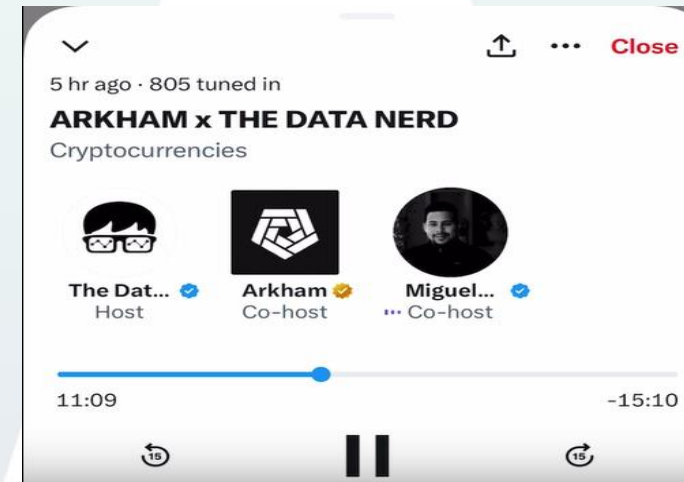 Close
5 hr ago · 805 tuned in
ARKHAM x THE DATA NERD
Cryptocurrencies
The Dat... Arkham Miguel...
Host Co-host Co-host
11:09 -15:10
15 15